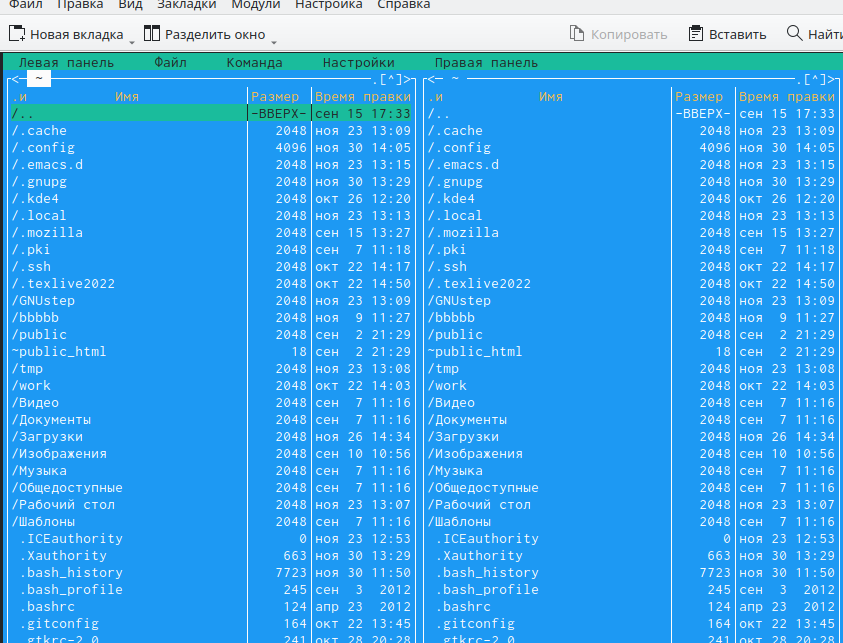 Файл Правка Вид Закладки Модули Настройка Справка
Новая вкладка Разделить окно Копировать Вставить Найти
Левая панель Файл Команда Настройки Правая панель
<— ~ .[^]> <— ~ .[^]>
.и Имя Размер Время правки .и Имя Размер Время правки
/.. -ВВЕРХ- сен 15 17:33 /.. -ВВЕРХ- сен 15 17:33
/.cache 2048 ноя 23 13:09 /.cache 2048 ноя 23 13:09
/.config 4096 ноя 30 14:05 /.config 4096 ноя 30 14:05
/.emacs.d 2048 ноя 23 13:15 /.emacs.d 2048 ноя 23 13:15
/.gnupg 2048 ноя 30 13:29 /.gnupg 2048 ноя 30 13:29
/.kde4 2048 окт 26 12:20 /.kde4 2048 окт 26 12:20
/.local 2048 ноя 23 13:13 /.local 2048 ноя 23 13:13
/.mozilla 2048 сен 15 13:27 /.mozilla 2048 сен 15 13:27
/.pki 2048 сен 7 11:18 /.pki 2048 сен 7 11:18
/.ssh 2048 окт 22 14:17 /.ssh 2048 окт 22 14:17
/.texlive2022 2048 окт 22 14:50 /.texlive2022 2048 окт 22 14:50
/GNUstep 2048 ноя 23 13:09 /GNUstep 2048 ноя 23 13:09
/bbbbb 2048 ноя 9 11:27 /bbbbb 2048 ноя 9 11:27
/public 2048 сен 2 21:29 /public 2048 сен 2 21:29
~public_html 18 сен 2 21:29 ~public_html 18 сен 2 21:29
/tmp 2048 ноя 23 13:08 /tmp 2048 ноя 23 13:08
/work 2048 окт 22 14:03 /work 2048 окт 22 14:03
/Видео 2048 сен 7 11:16 /Видео 2048 сен 7 11:16
/Документы 2048 сен 7 11:16 /Документы 2048 сен 7 11:16
/Загрузки 2048 ноя 26 14:34 /Загрузки 2048 ноя 26 14:34
/Изображения 2048 сен 10 10:56 /Изображения 2048 сен 10 10:56
/Музыка 2048 сен 7 11:16 /Музыка 2048 сен 7 11:16
/Общедоступные 2048 сен 7 11:16 /Общедоступные 2048 сен 7 11:16
/Рабочий стол 2048 ноя 23 13:07 /Рабочий стол 2048 ноя 23 13:07
/Шаблоны 2048 сен 7 11:16 /Шаблоны 2048 сен 7 11:16
.ICEauthority 0 ноя 23 12:53 .ICEauthority 0 ноя 23 12:53
.Xauthority 663 ноя 30 13:29 .Xauthority 663 ноя 30 13:29
.bash_history 7723 ноя 30 11:50 .bash_history 7723 ноя 30 11:50
.bash_profile 245 сен 3 2012 .bash_profile 245 сен 3 2012
.bashrc 124 апр 23 2012 .bashrc 124 апр 23 2012
.gitconfig 164 окт 22 13:45 .gitconfig 164 окт 22 13:45
.gtkrc-2.0 241 окт 28 20:28 .gtkrc-2.0 241 окт 28 20:28